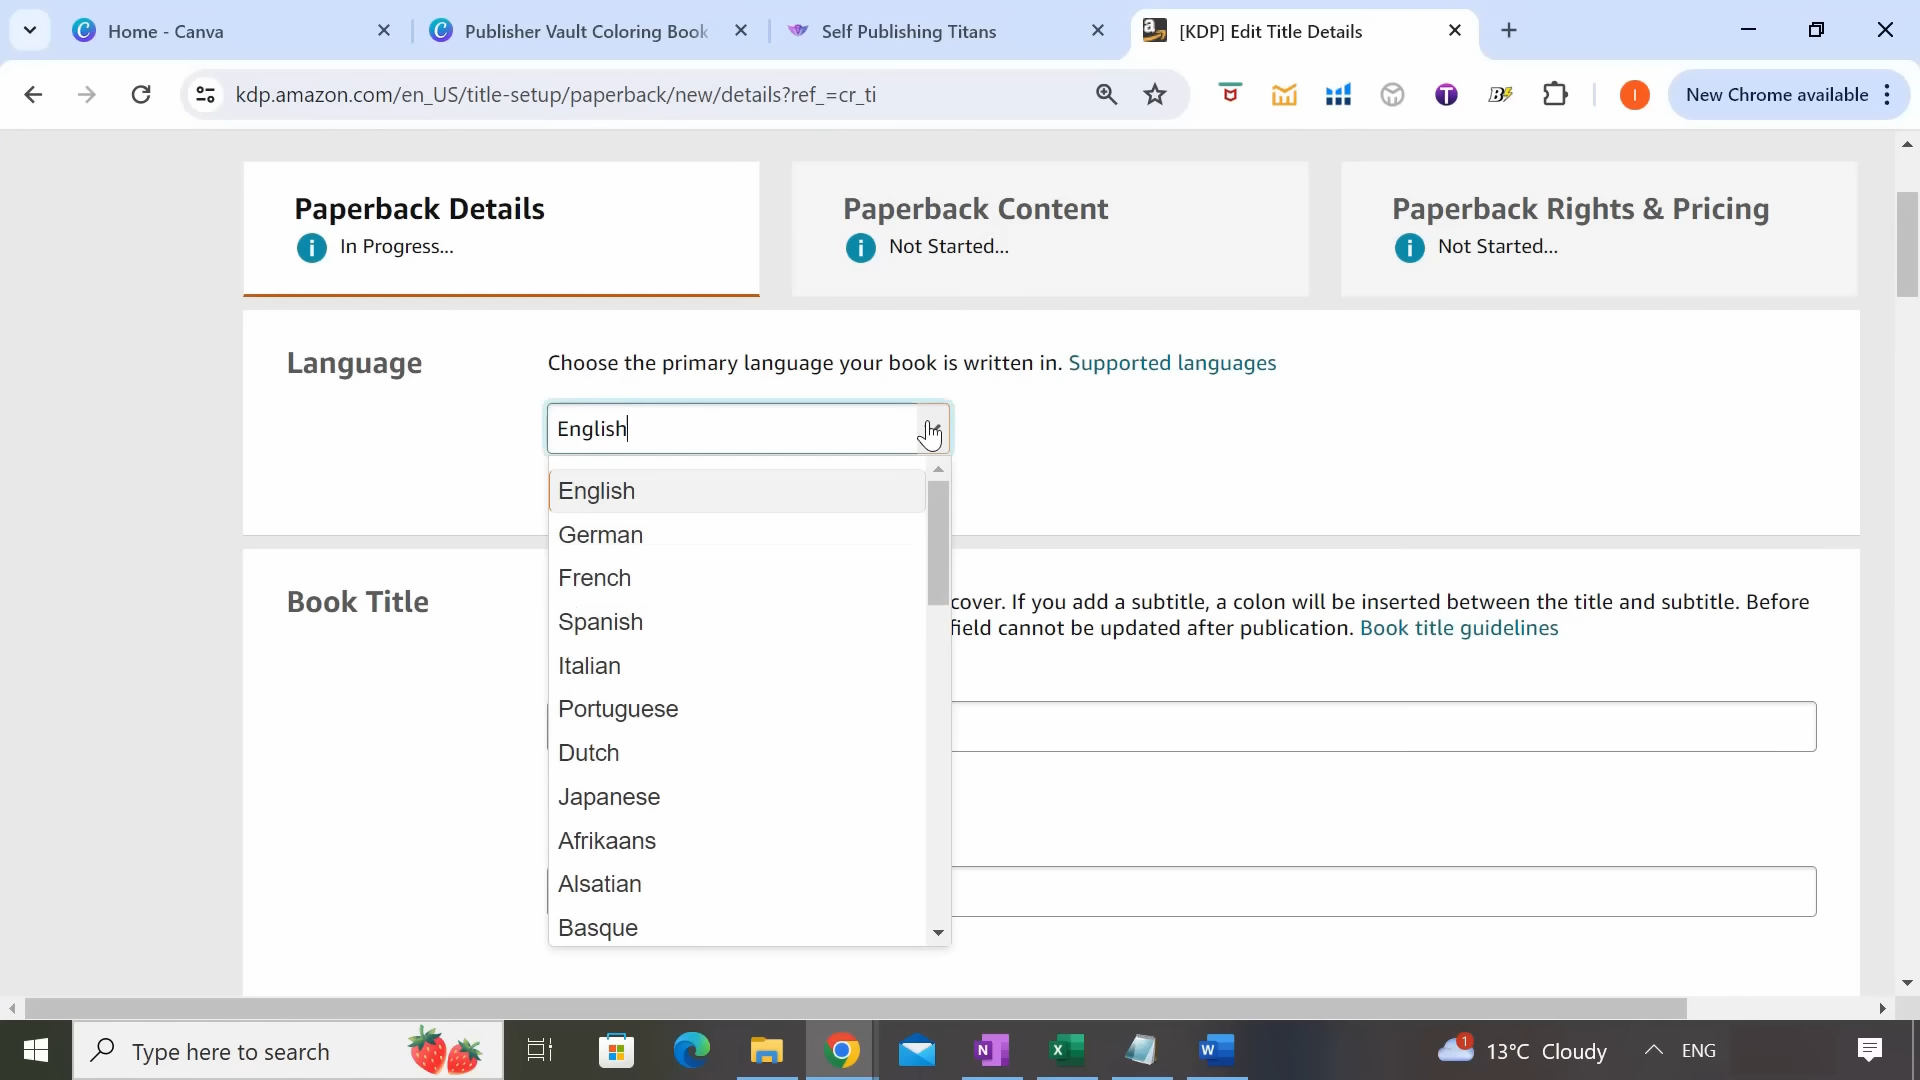 Home - Canva
Publisher Vault Coloring Book
Self Publishing Titans
[KDP] Edit Title Details
kdp.amazon.com/en_US/title-setup/paperback/new/details?ref_=cr_ti
New Chrome available
Paperback Details
In Progress...
Paperback Content
Not Started...
Paperback Rights & Pricing
Not Started...
Language
Choose the primary language your book is written in. Supported languages
English
English
German
French
Spanish
Italian
Portuguese
Dutch
Japanese
Afrikaans
Alsatian
Basque
Book Title
cover. If you add a subtitle, a colon will be inserted between the title and subtitle. Before
field cannot be updated after publication. Book title guidelines
Type here to search
1
13°C Cloudy
ENG